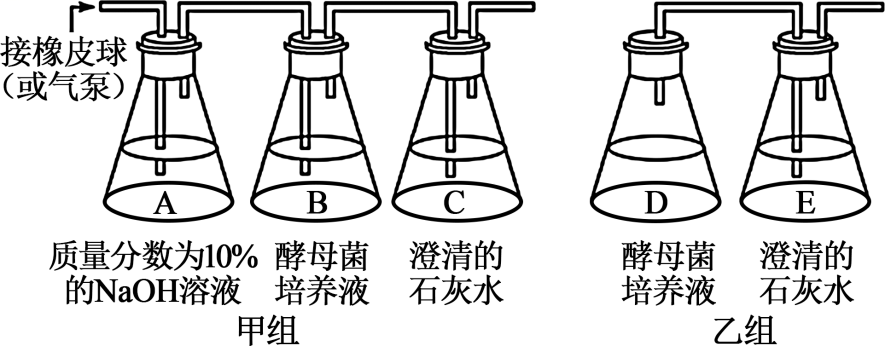 接橡皮球
（或气泵）
A
B
C
D
E
质量分数为10%
的NaOH溶液
酵母菌
培养液
澄清的
石灰水
酵母菌
培养液
澄清的
石灰水
甲组
乙组